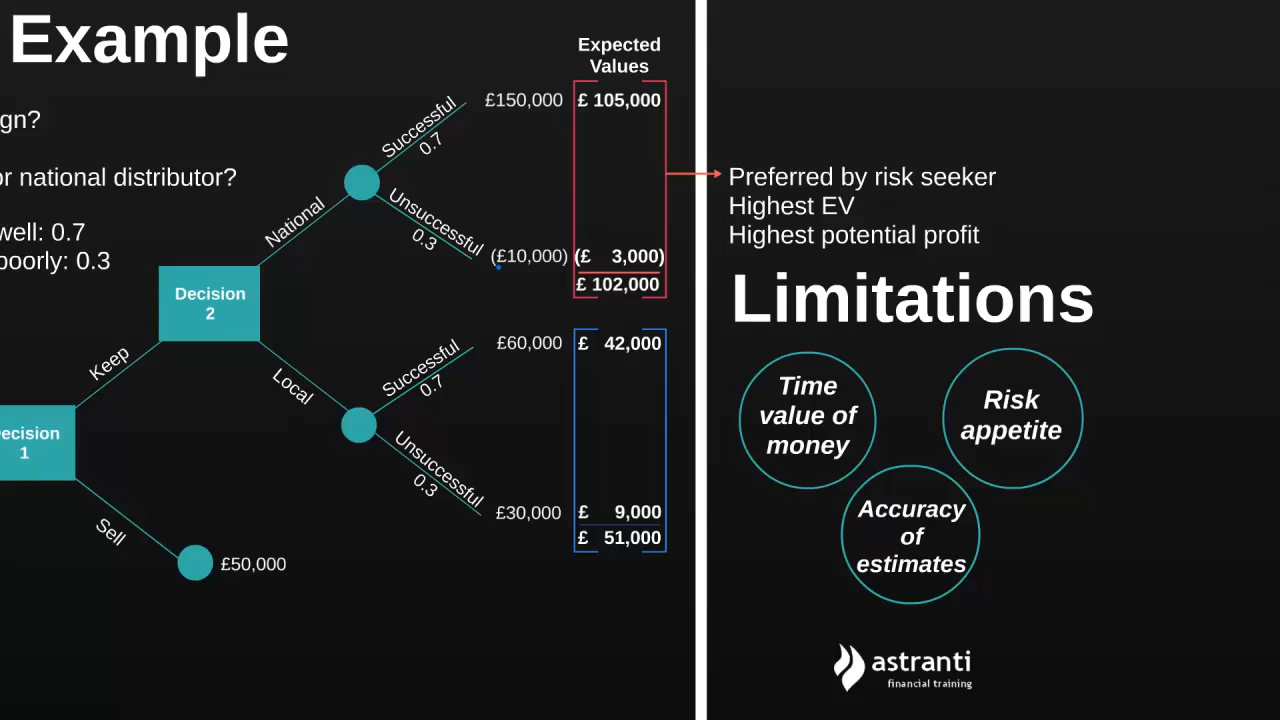 Example
gn?
or national distributor?
well: 0.7
poorly: 0.3
Expected
Values
Successful
0.7
£150,000
£ 105,000
National
Unsuccessful
0.3
(£10,000)
(£ 3,000)
£ 102,000
Decision
2
Keep
Local
Successful
0.7
£60,000
£ 42,000
Unsuccessful
0.3
£30,000
£ 9,000
£ 51,000
ecision
1
Sell
£50,000
Preferred by risk seeker
Highest EV
Highest potential profit
Limitations
Time
value of
money
Risk
appetite
Accuracy
of
estimates
astranti
financial training